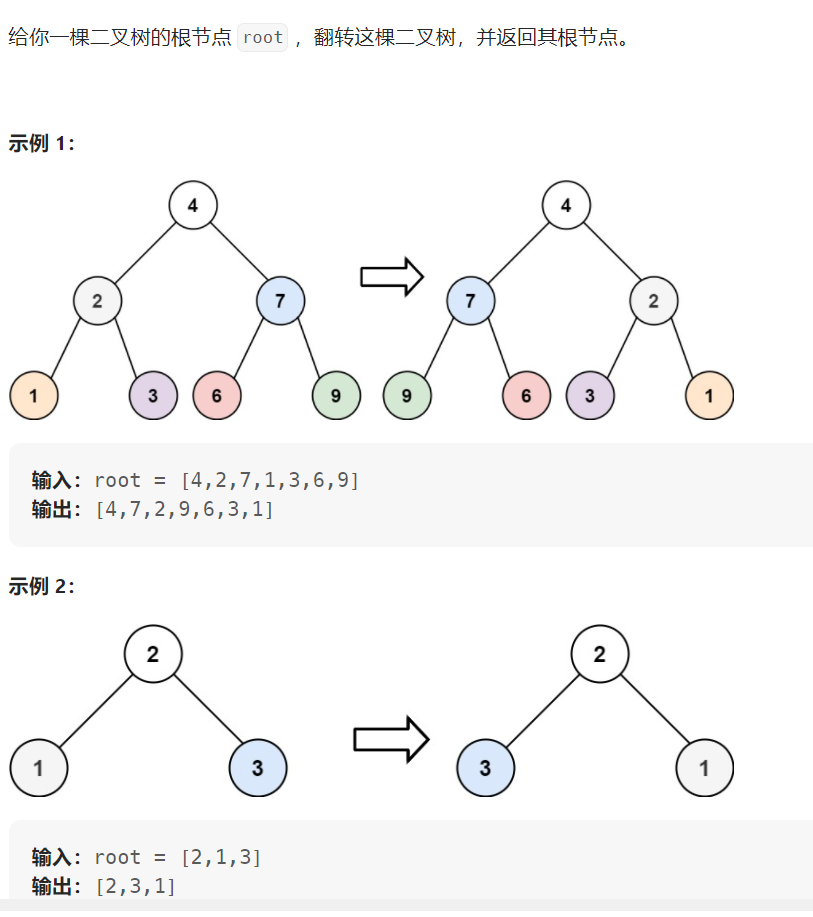 给你一棵二叉树的根节点 root ，翻转这棵二叉树，并返回其根节点。
示例 1：
4 4
2 7 7 2
1 3 6 9 9 6 3 1
输入：root = [4,2,7,1,3,6,9]
输出：[4,7,2,9,6,3,1]
示例 2：
2 2
1 3 3 1
输入：root = [2,1,3]
输出：[2,3,1]